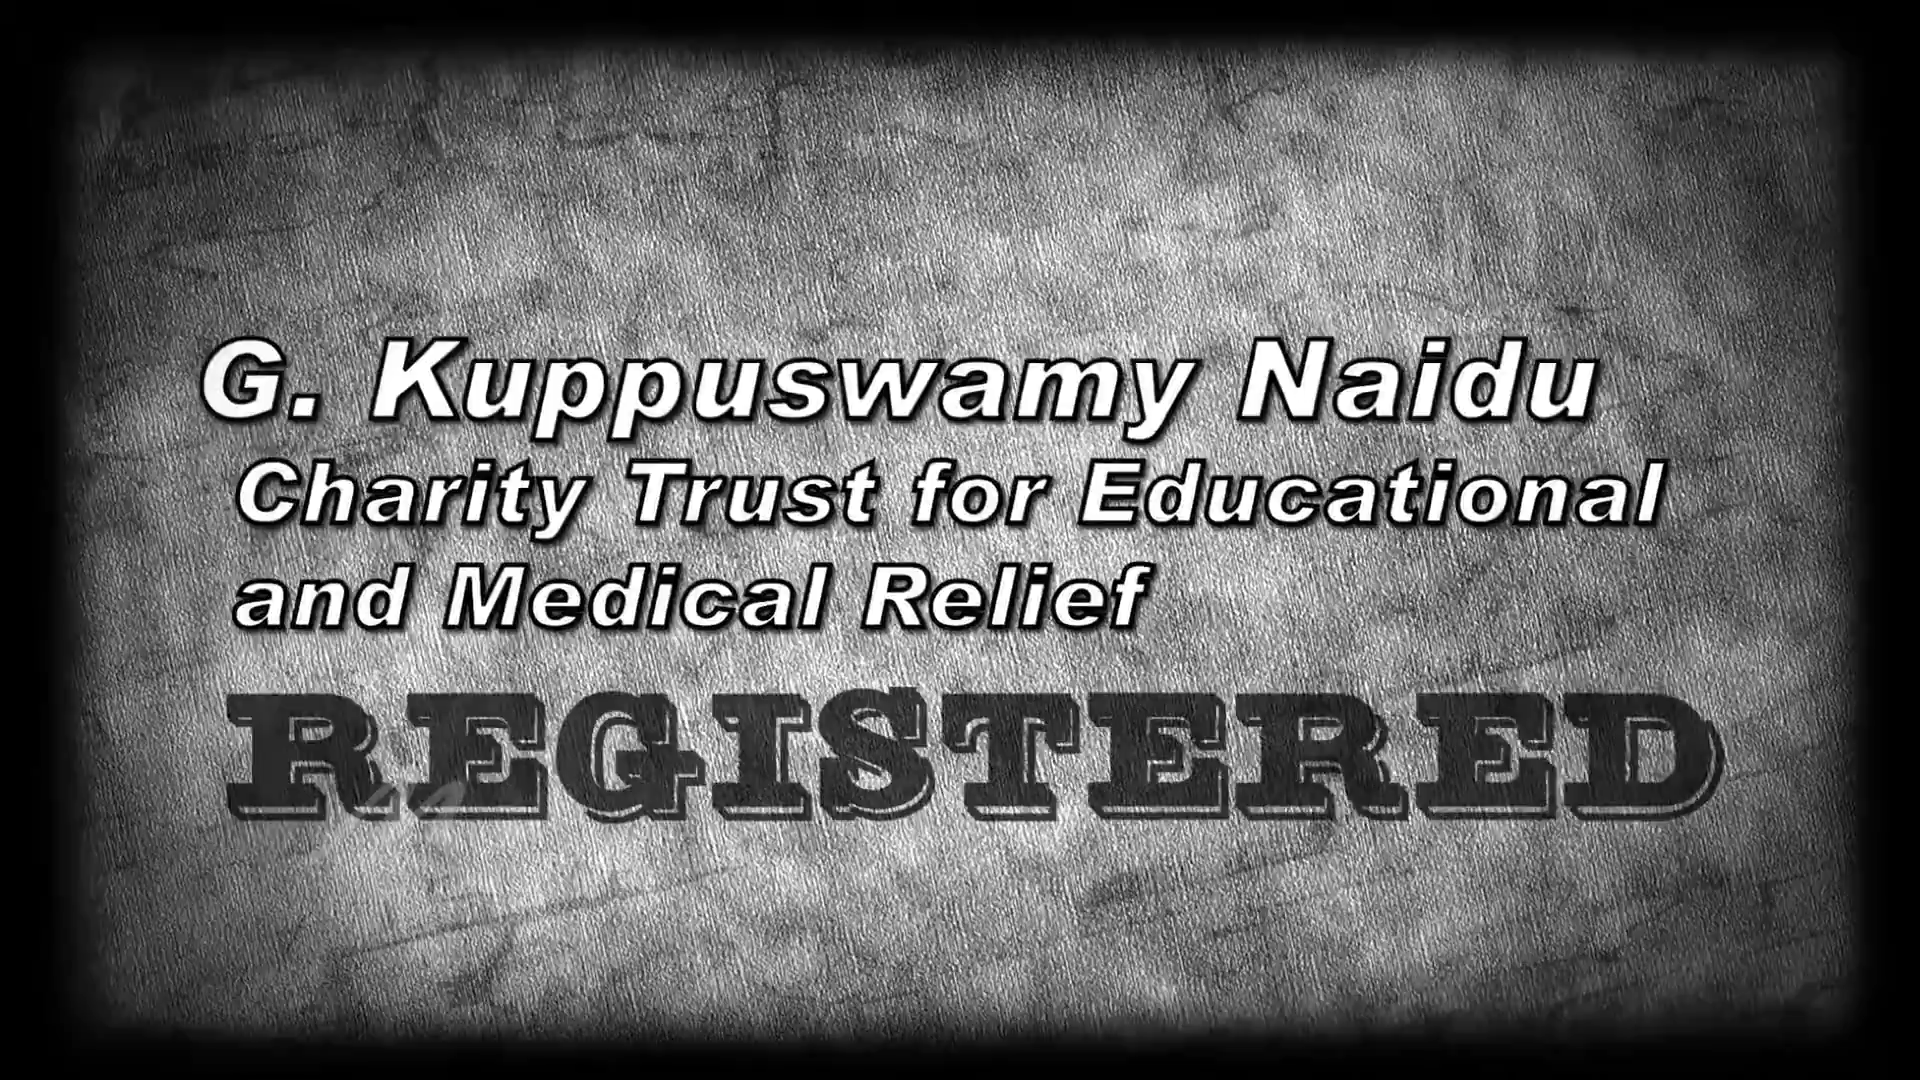 G. Kuppuswamy Naidu
Charity Trust for Educational
and Medical Relief
REGISTERED